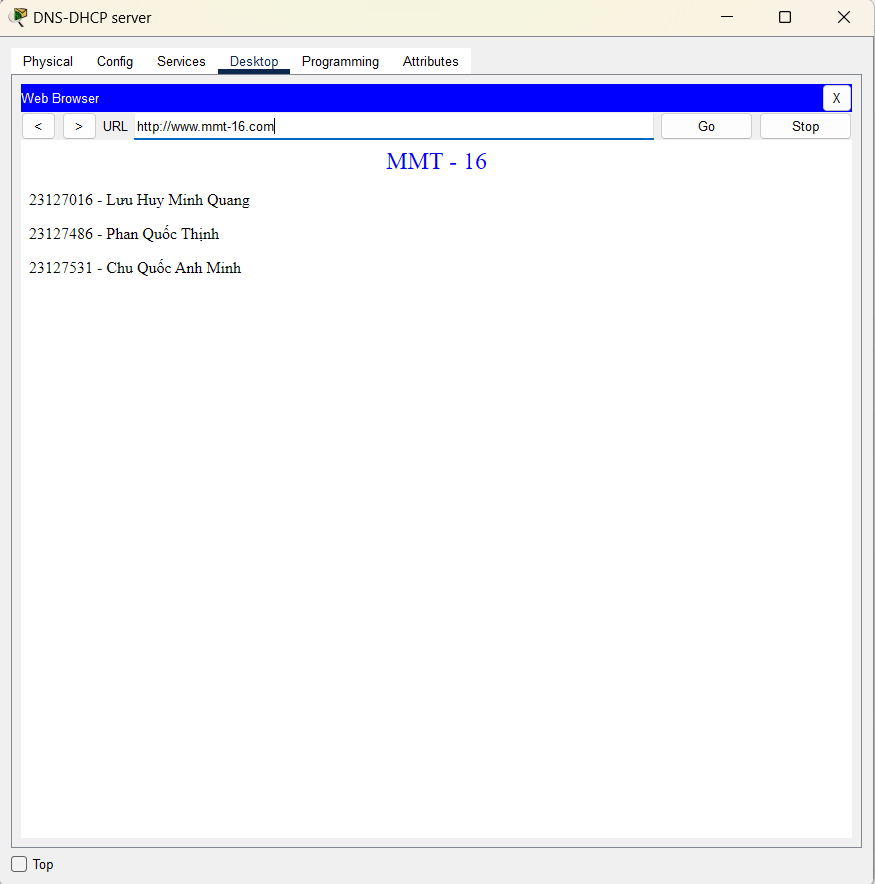 DNS-DHCP server
Physical Config Services Desktop Programming Attributes
Web Browser X
< > URL http://www.mmt-16.com Go Stop
MMT - 16
23127016 - Lưu Huy Minh Quang
23127486 - Phan Quốc Thịnh
23127531 - Chu Quốc Anh Minh
Top